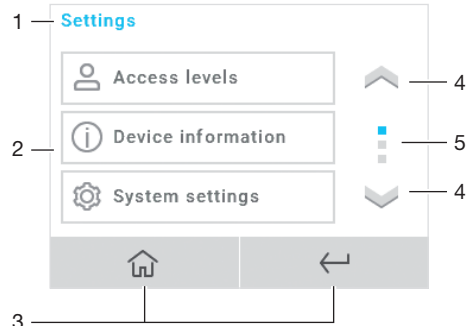 1 Settings
Access levels 4
Device information 5
2
System settings 4
3